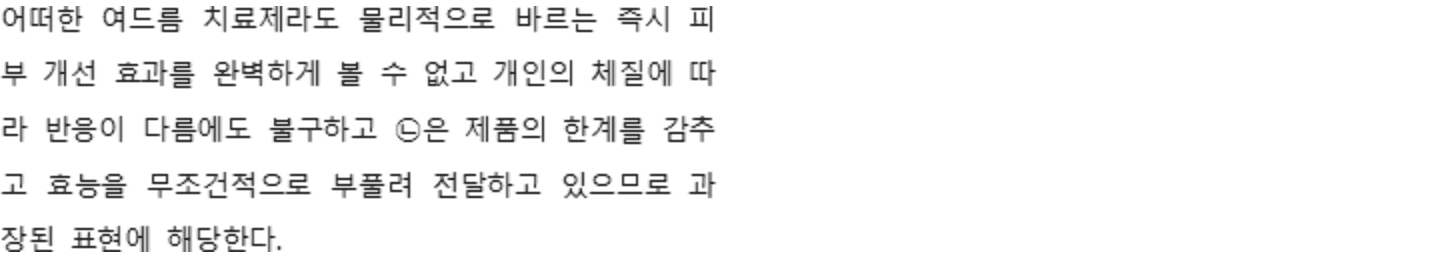 어떠한 여드름 치료제라도 물리적으로 바르는 즉시 피
부 개선 효과를 완벽하게 볼 수 없고 개인의 체질에 따
라 반응이 다름에도 불구하고 ㉡은 제품의 한계를 감추
고 효능을 무조건적으로 부풀려 전달하고 있으므로 과
장된 표현에 해당한다.